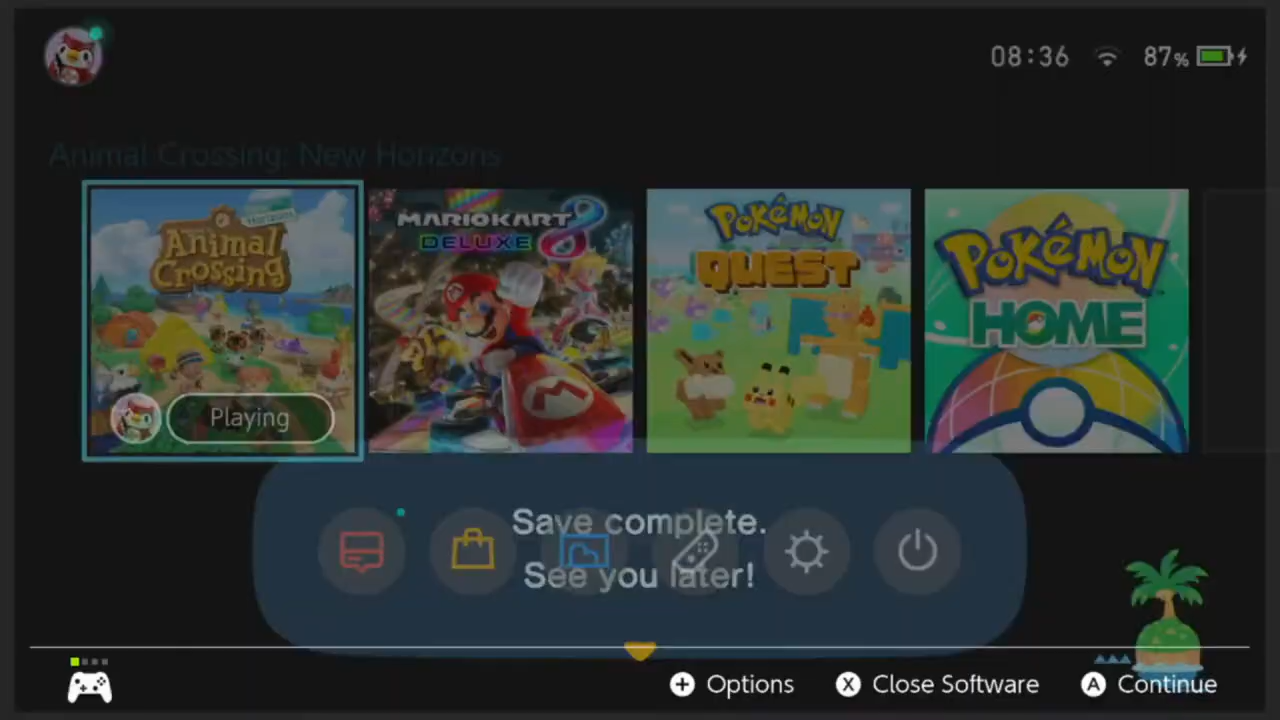 08:36 87%
Animal Crossing: New Horizons
Horizons
Animal
Crossing
Playing
MARIOKART 8
DELUXE
Pokémon
QUEST
Pokémon
HOME
Save complete.
See you later!
+ Options X Close Software A Continue